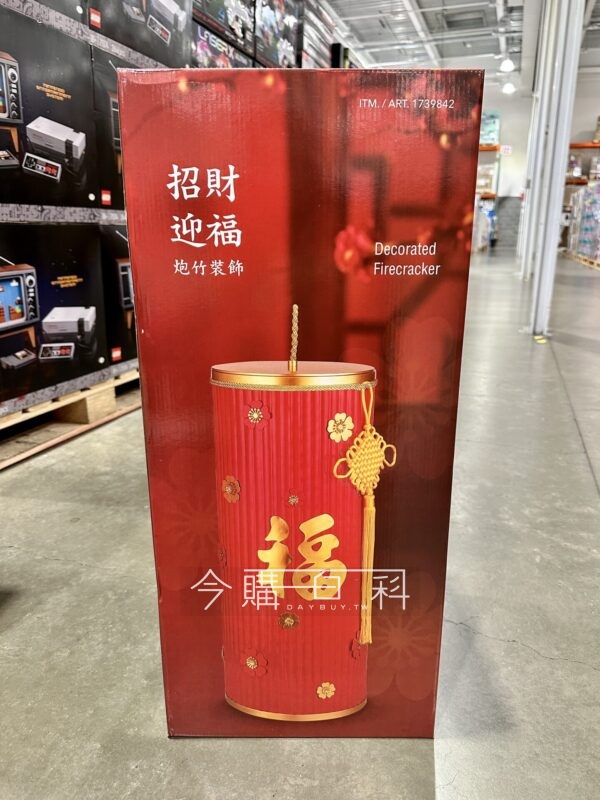 ITM. / ART. 1739842
招財
迎福
炮竹裝飾
Decorated
Firecracker
福
今購百科
DAYBUY.TW
LEGO